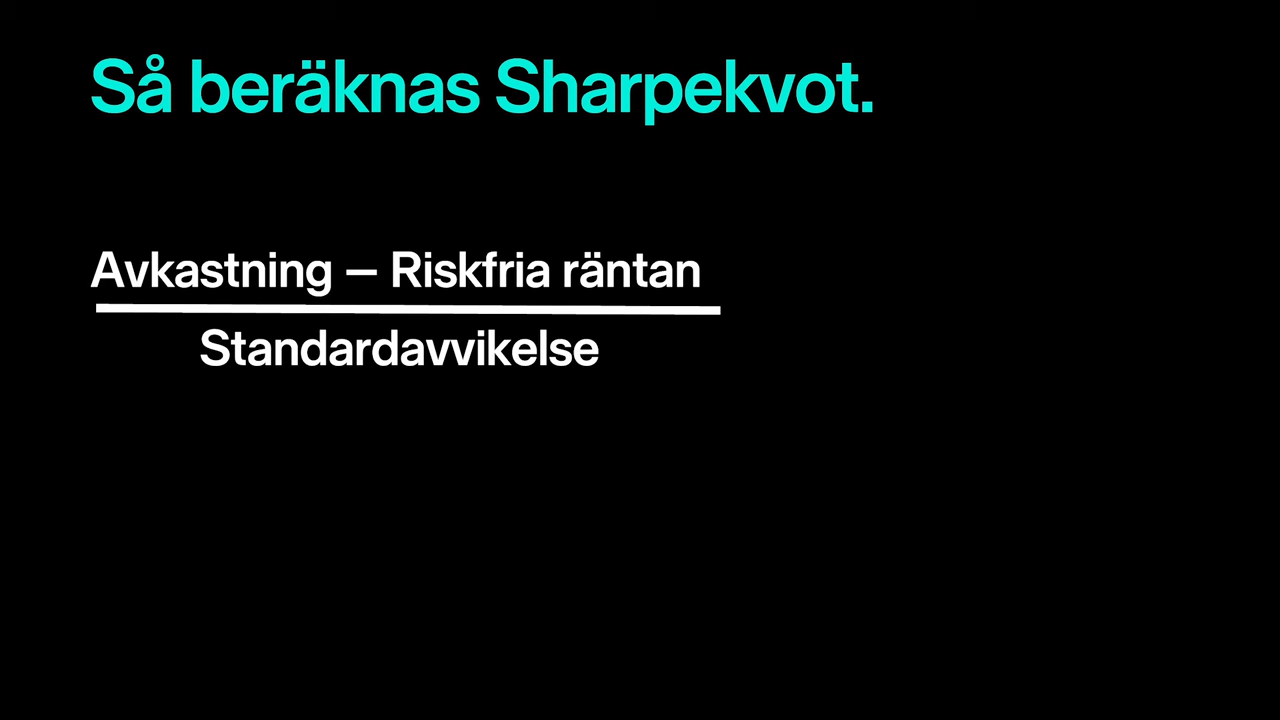 Så beräknas Sharpekvot.
Avkastning – Riskfria räntan
Standardavvikelse